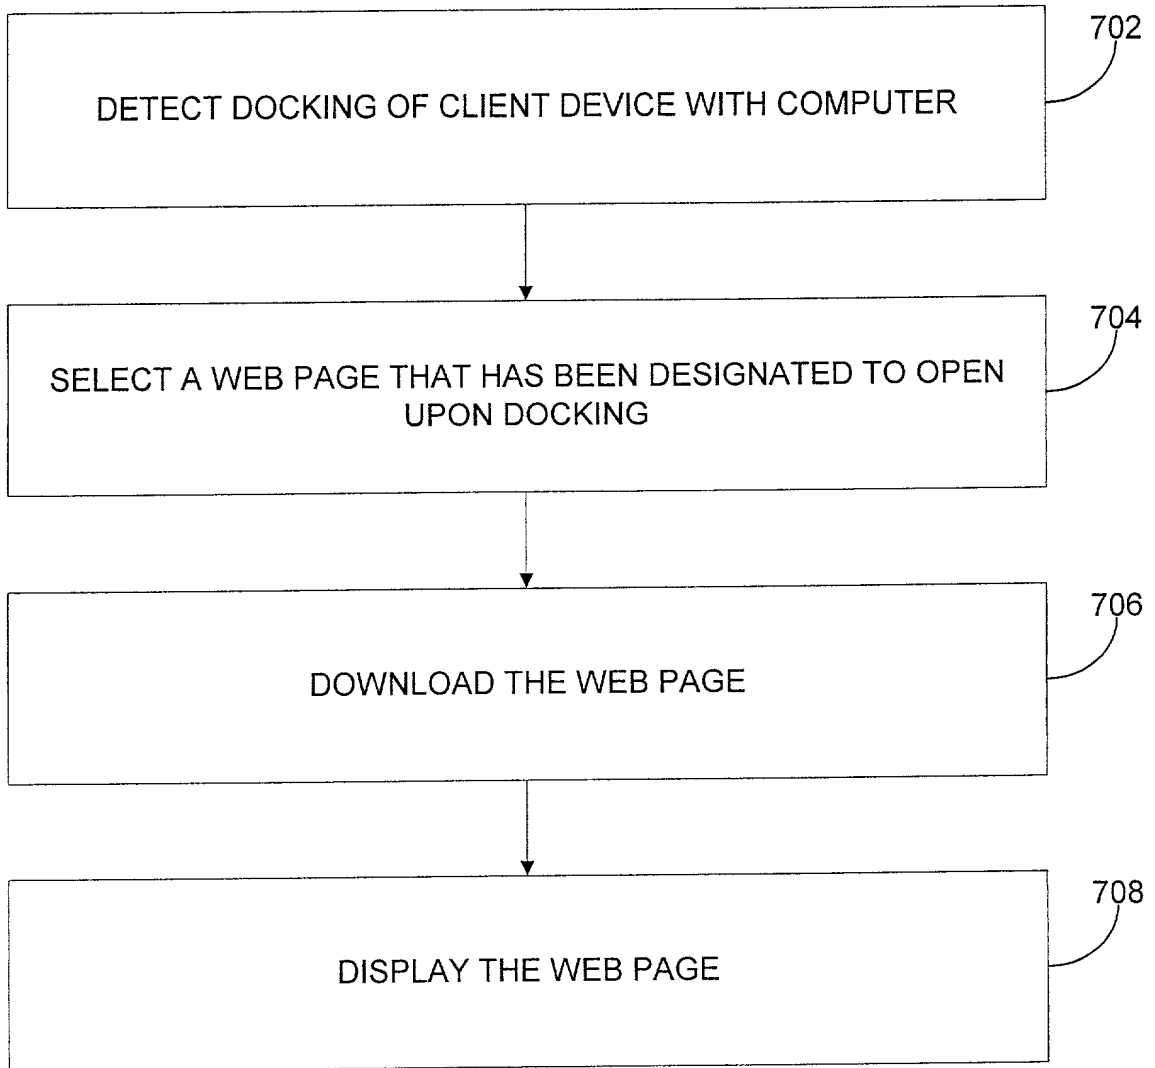 702
DETECT DOCKING OF CLIENT DEVICE WITH COMPUTER
704
SELECT A WEB PAGE THAT HAS BEEN DESIGNATED TO OPEN
UPON DOCKING
706
DOWNLOAD THE WEB PAGE
708
DISPLAY THE WEB PAGE